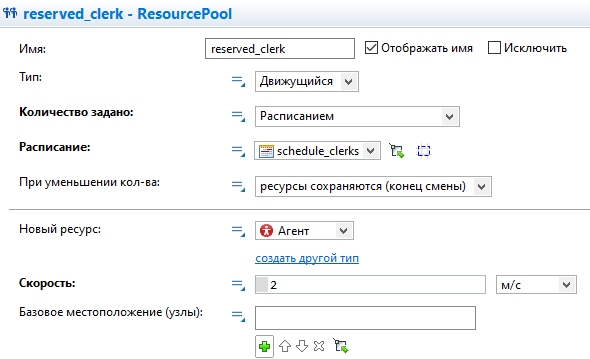 reserved_clerk - ResourcePool
Имя: reserved_clerk Отображать имя Исключить
Тип: Движущийся
Количество задано: Расписанием
Расписание: schedule_clerks
При уменьшении кол-ва: ресурсы сохраняются (конец смены)
Новый ресурс: Агент
создать другой тип
Скорость: 2 м/с
Базовое местоположение (узлы):